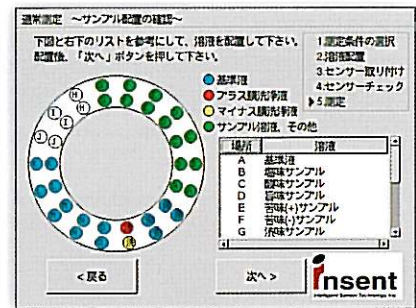 通常測定 ～サンプル配置の確認～
下図と右下のリストを参考にして、溶液を配置して下さい。
配置後、「次へ」ボタンを押して下さい。
1.測定条件の選択
2.溶液配置
3.センサー取り付け
4.センサーチェック
5.測定
基準液
プラス膜洗浄液
マイナス膜洗浄液
サンプル溶液、その他
H
H
I
I
J
J
場所 溶液
A 基準液
B 塩味サンプル
C 酸味サンプル
D 旨味サンプル
E 苦味(+)サンプル
F 苦味(-)サンプル
G 渋味サンプル
<戻る
次へ>
insent
Intelligent Sensor Technology, Inc.